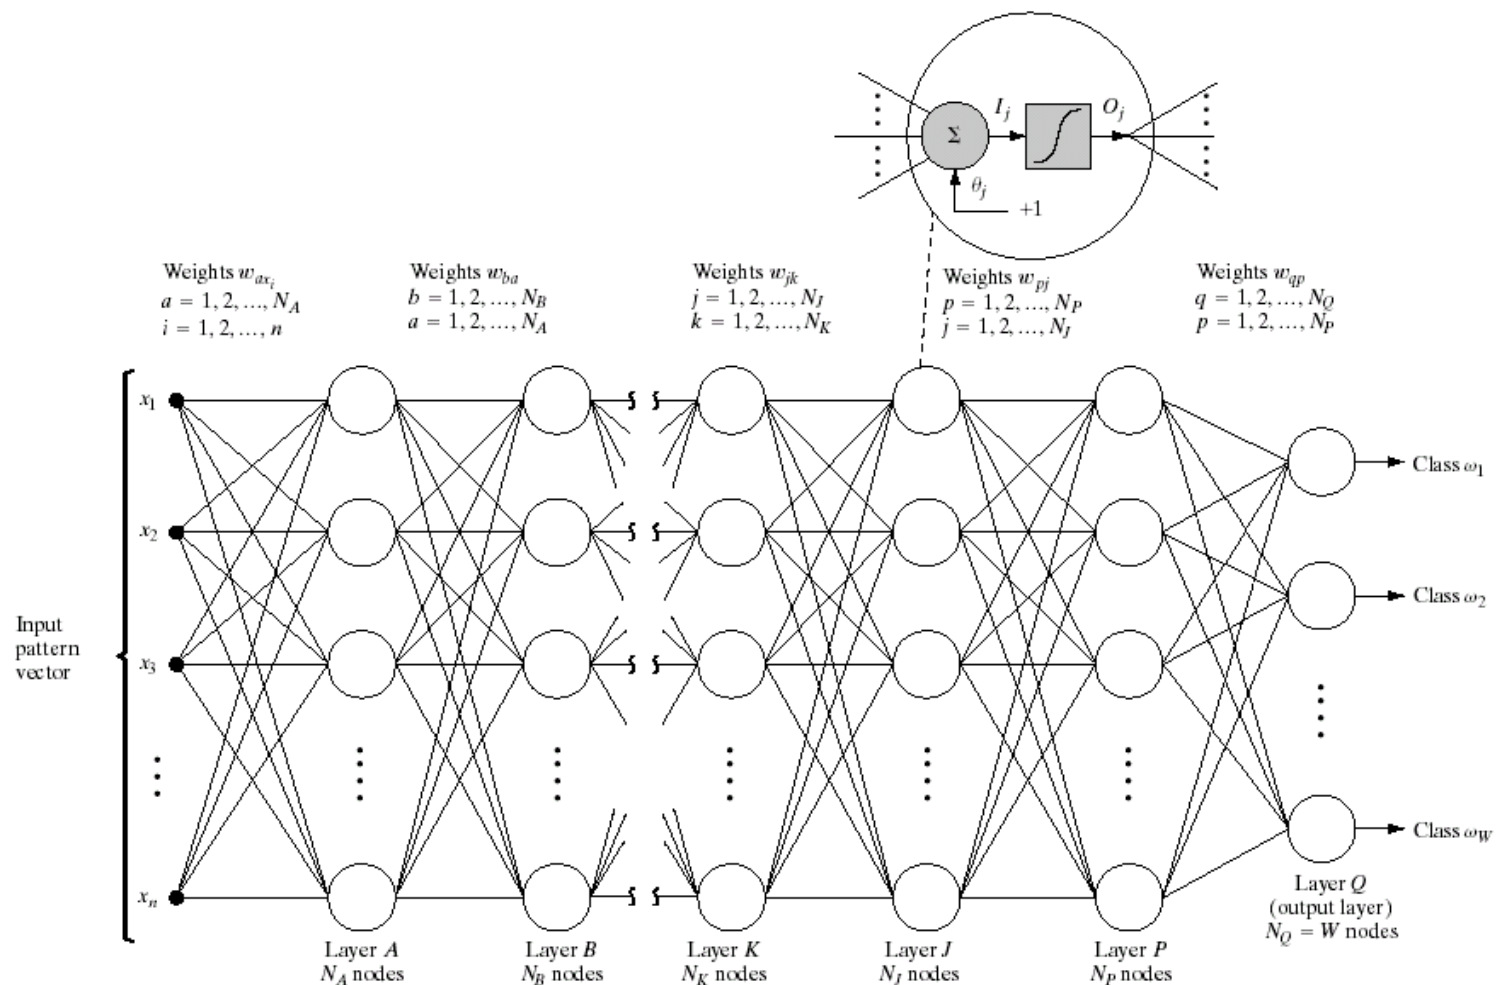 I_j
O_j
Σ
θ_j
+1
Weights w_{ax_i}
a = 1, 2, ..., N_A
i = 1, 2, ..., n
Weights w_{ba}
b = 1, 2, ..., N_B
a = 1, 2, ..., N_A
Weights w_{jk}
j = 1, 2, ..., N_J
k = 1, 2, ..., N_K
Weights w_{pj}
p = 1, 2, ..., N_P
j = 1, 2, ..., N_J
Weights w_{qp}
q = 1, 2, ..., N_Q
p = 1, 2, ..., N_P
Input
pattern
vector
x_1
x_2
x_3
x_n
Class ω_1
Class ω_2
Class ω_W
Layer A
N_A nodes
Layer B
N_B nodes
Layer K
N_K nodes
Layer J
N_J nodes
Layer P
N_P nodes
Layer Q
(output layer)
N_Q = W nodes